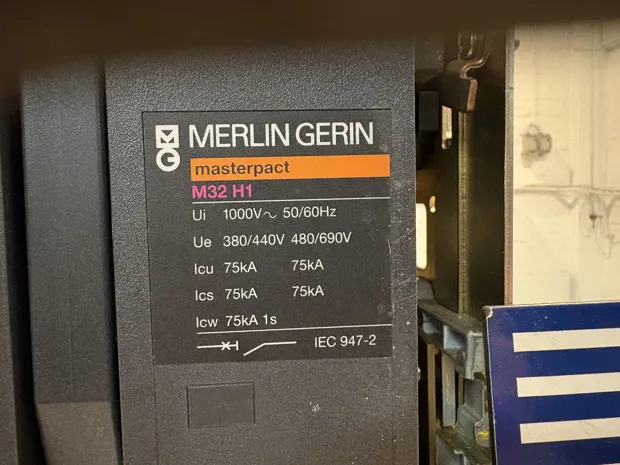 MERLIN GERIN
masterpact
M32 H1
Ui 1000V~ 50/60Hz
Ue 380/440V 480/690V
Icu 75kA 75kA
Ics 75kA 75kA
Icw 75kA 1s
IEC 947-2